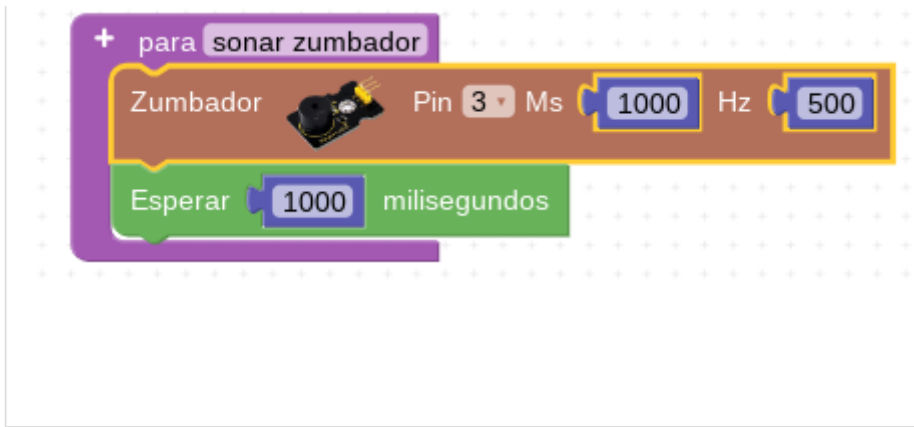 + para sonar zumbador
Zumbador Pin 3 Ms 1000 Hz 500
Esperar 1000 milisegundos